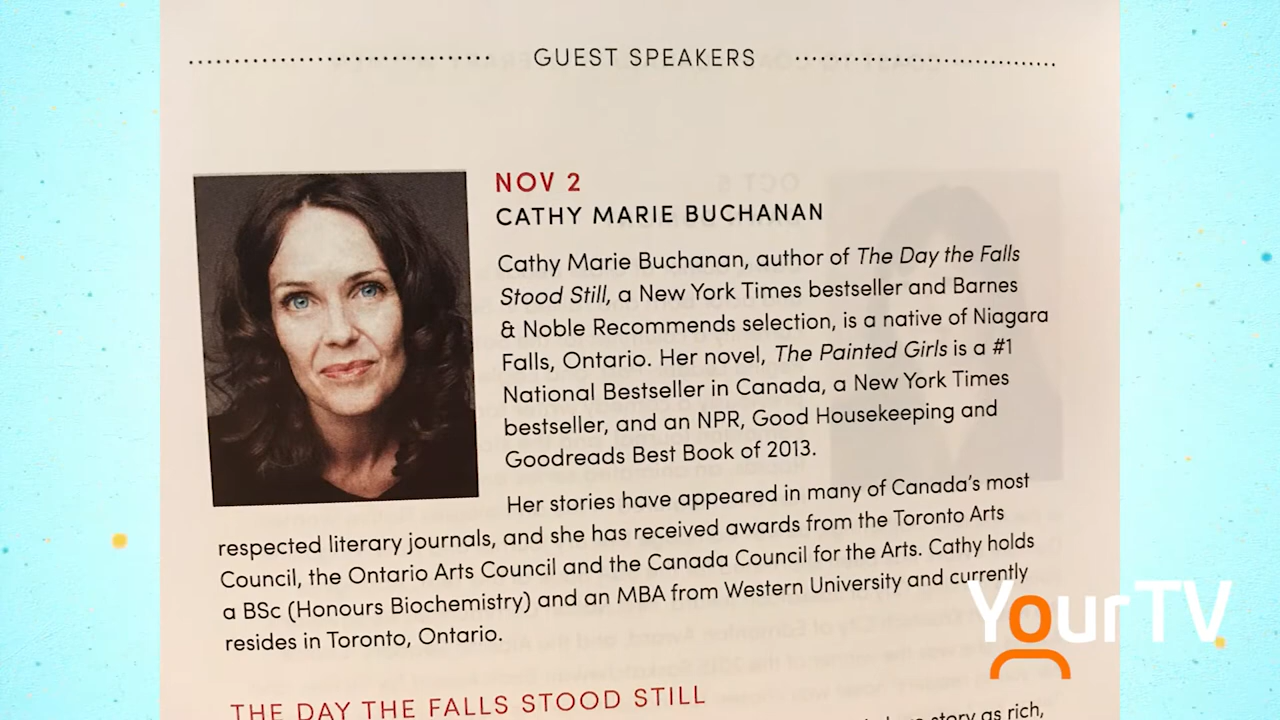 GUEST SPEAKERS
NOV 2
CATHY MARIE BUCHANAN
Cathy Marie Buchanan, author of The Day the Falls
Stood Still, a New York Times bestseller and Barnes
& Noble Recommends selection, is a native of Niagara
Falls, Ontario. Her novel, The Painted Girls is a #1
National Bestseller in Canada, a New York Times
bestseller, and an NPR, Good Housekeeping and
Goodreads Best Book of 2013.
Her stories have appeared in many of Canada's most
respected literary journals, and she has received awards from the Toronto Arts
Council, the Ontario Arts Council and the Canada Council for the Arts. Cathy holds
a BSc (Honours Biochemistry) and an MBA from Western University and currently
resides in Toronto, Ontario.
YourTV
THE DAY THE FALLS STOOD STILL
story as rich,